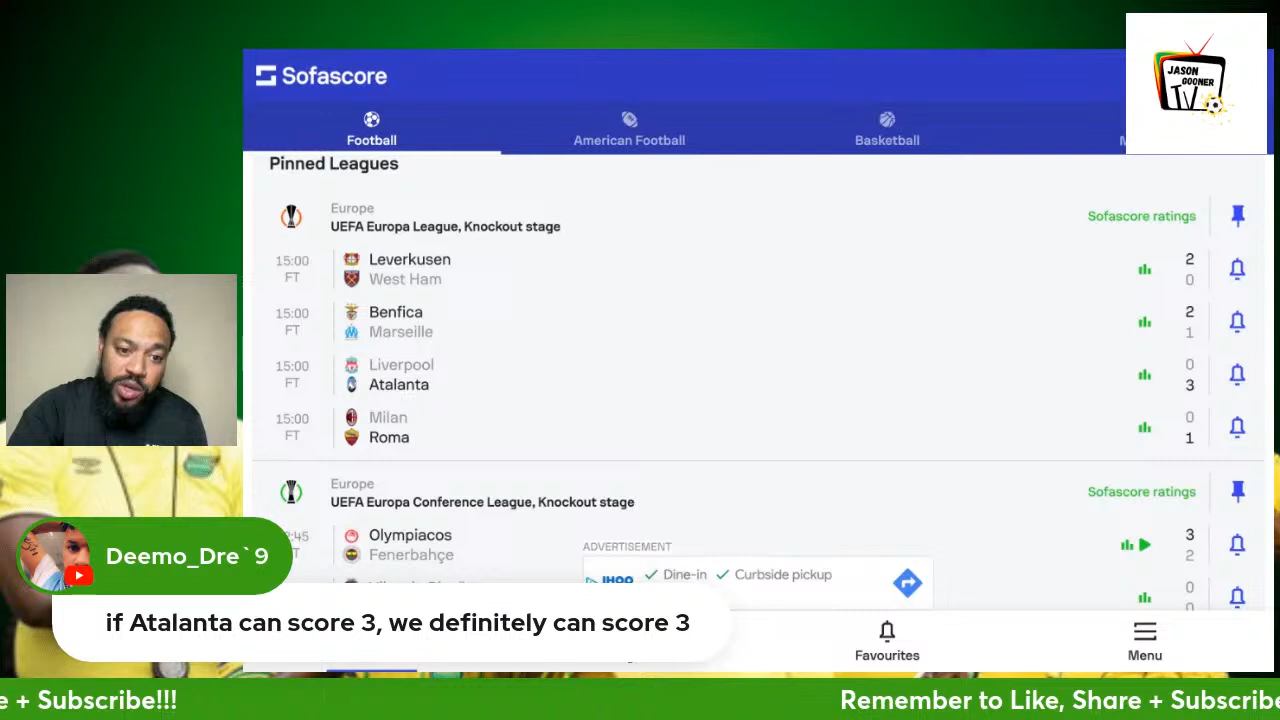 JASON
GOONER
TV
Sofascore
Football
American Football
Basketball
Pinned Leagues
Europe
UEFA Europa League, Knockout stage
Sofascore ratings
15:00
FT
Leverkusen
West Ham
2
0
15:00
FT
Benfica
Marseille
2
1
15:00
FT
Liverpool
Atalanta
0
3
15:00
FT
Milan
Roma
0
1
Europe
UEFA Europa Conference League, Knockout stage
Sofascore ratings
:45
Olympiacos
Fenerbahçe
3
2
0
ADVERTISEMENT
IHOP
Dine-in
Curbside pickup
Favourites
Menu
Deemo_Dre`9
if Atalanta can score 3, we definitely can score 3
e + Subscribe!!!
Remember to Like, Share + Subscribe